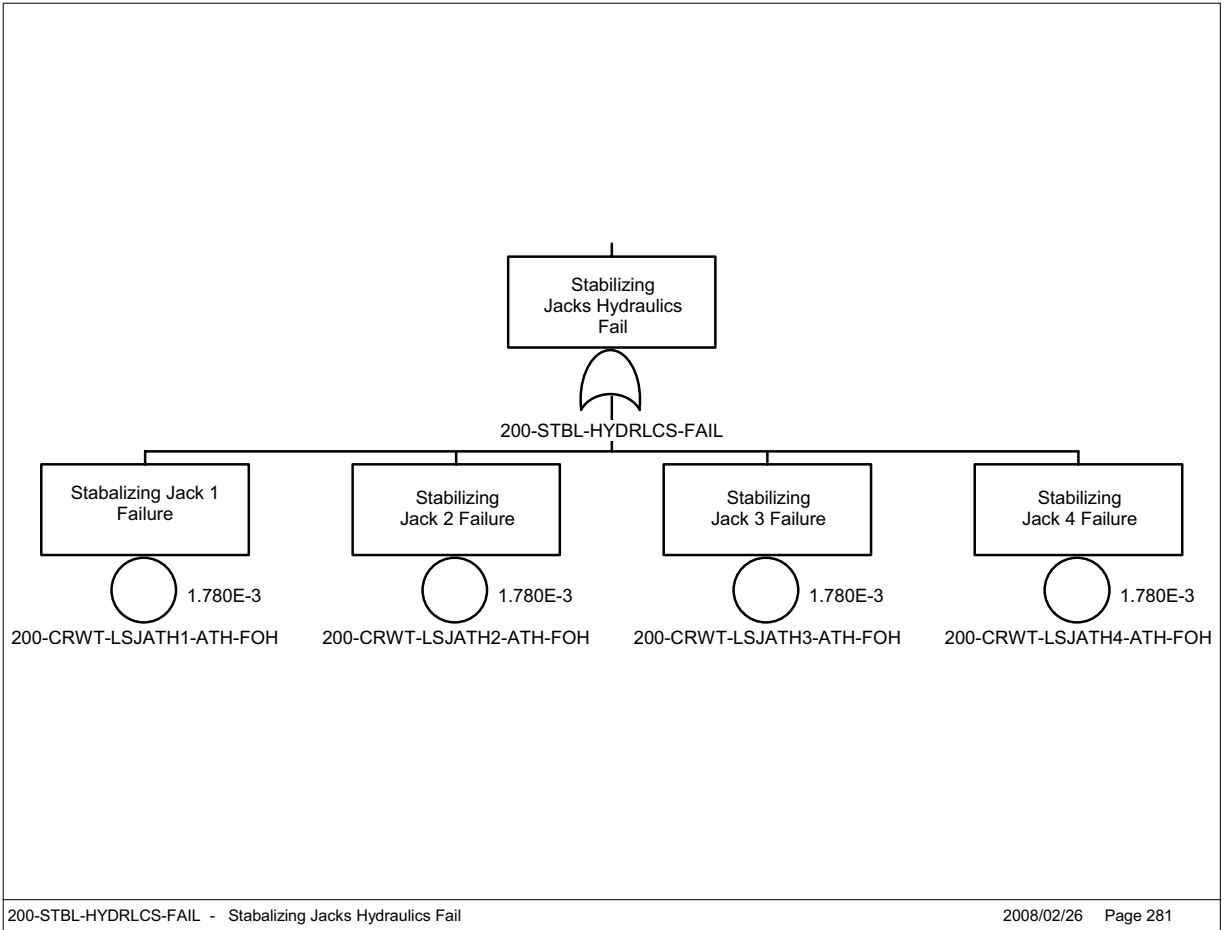 Stabilizing
Jacks Hydraulics
Fail
200-STBL-HYDRLCS-FAIL
Stabalizing Jack 1
Failure
1.780E-3
200-CRWT-LSJATH1-ATH-FOH
Stabilizing
Jack 2 Failure
1.780E-3
200-CRWT-LSJATH2-ATH-FOH
Stabilizing
Jack 3 Failure
1.780E-3
200-CRWT-LSJATH3-ATH-FOH
Stabilizing
Jack 4 Failure
1.780E-3
200-CRWT-LSJATH4-ATH-FOH
200-STBL-HYDRLCS-FAIL - Stabalizing Jacks Hydraulics Fail
2008/02/26 Page 281